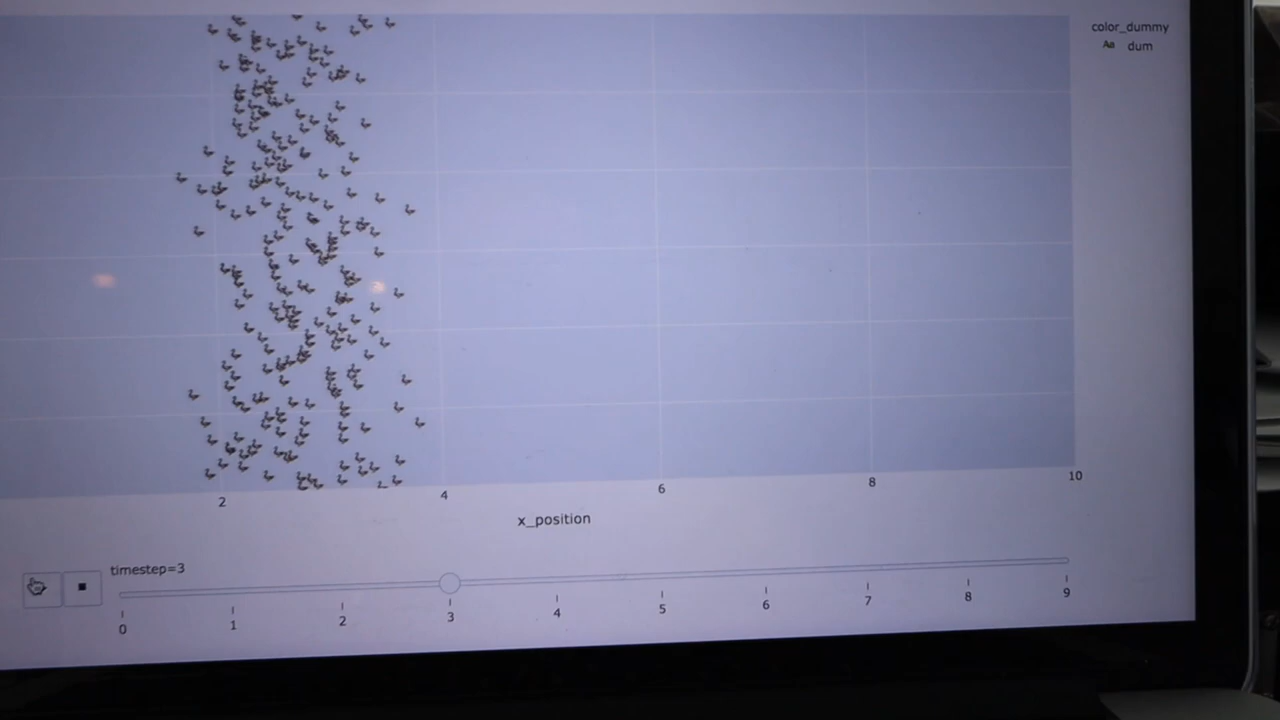 color_dummy
Aa dum
2 4 6 8 10
x_position
timestep=3
0 1 2 3 4 5 6 7 8 9